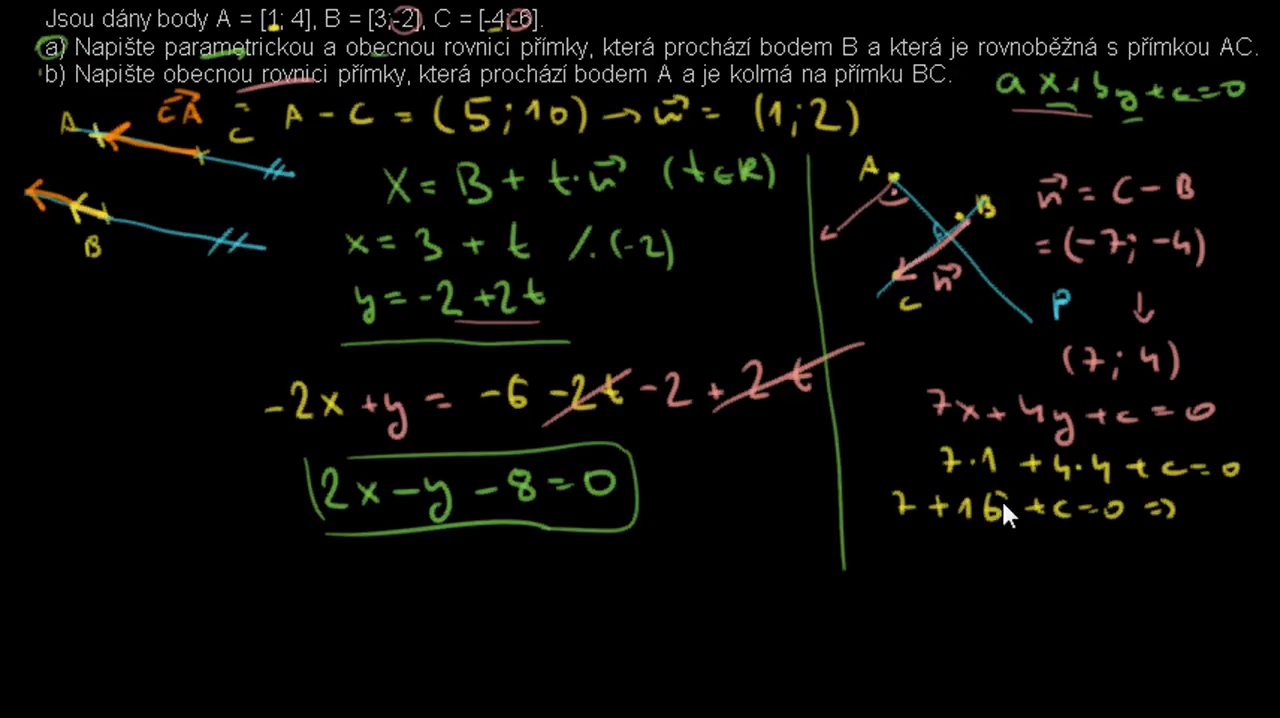 Jsou dány body A = [1; 4], B = [3;-2], C = [-4;-6].
a) Napište parametrickou a obecnou rovnici přímky, která prochází bodem B a která je rovnoběžná s přímkou AC.
b) Napište obecnou rovnici přímky, která prochází bodem A a je kolmá na přímku BC.
ax+by+c=0
A
C
B
CA = A - C = (5;10) → u = (1;2)
X = B + t·u (t∈R)
x = 3 + t /·(-2)
y = -2 +2t
-2x +y = -6 -2t -2 + 2t
2x - y - 8 = 0
A
B
C
n
P
n = C - B
= (-7; -4)
↓
(7; 4)
7x + 4y + c = 0
7·1 + 4·4 + c = 0
7 + 16 + c = 0 =>